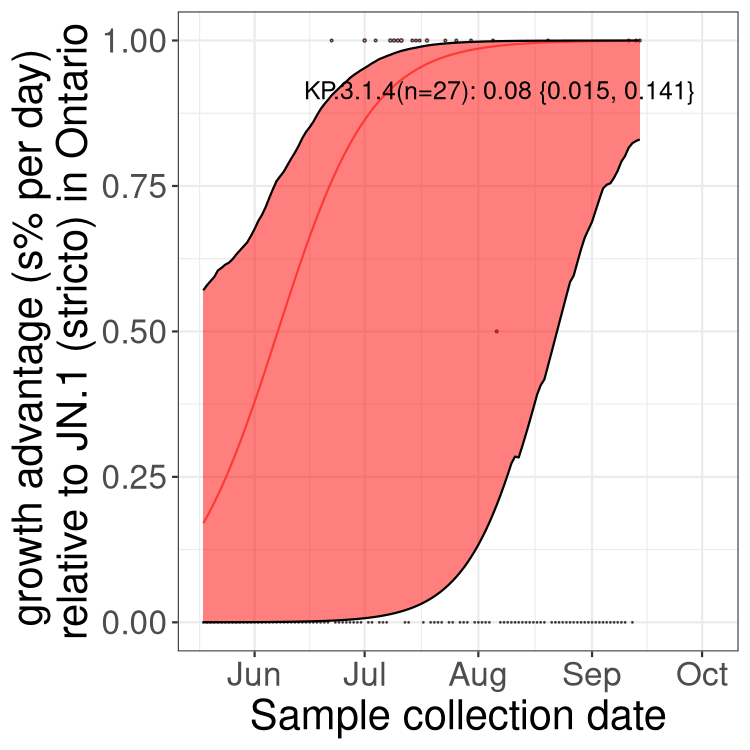 growth advantage (s% per day)
relative to JN.1 (stricto) in Ontario
1.00
0.75
0.50
0.25
0.00
KP.3.1.4(n=27): 0.08 {0.015, 0.141}
Jun Jul Aug Sep Oct
Sample collection date